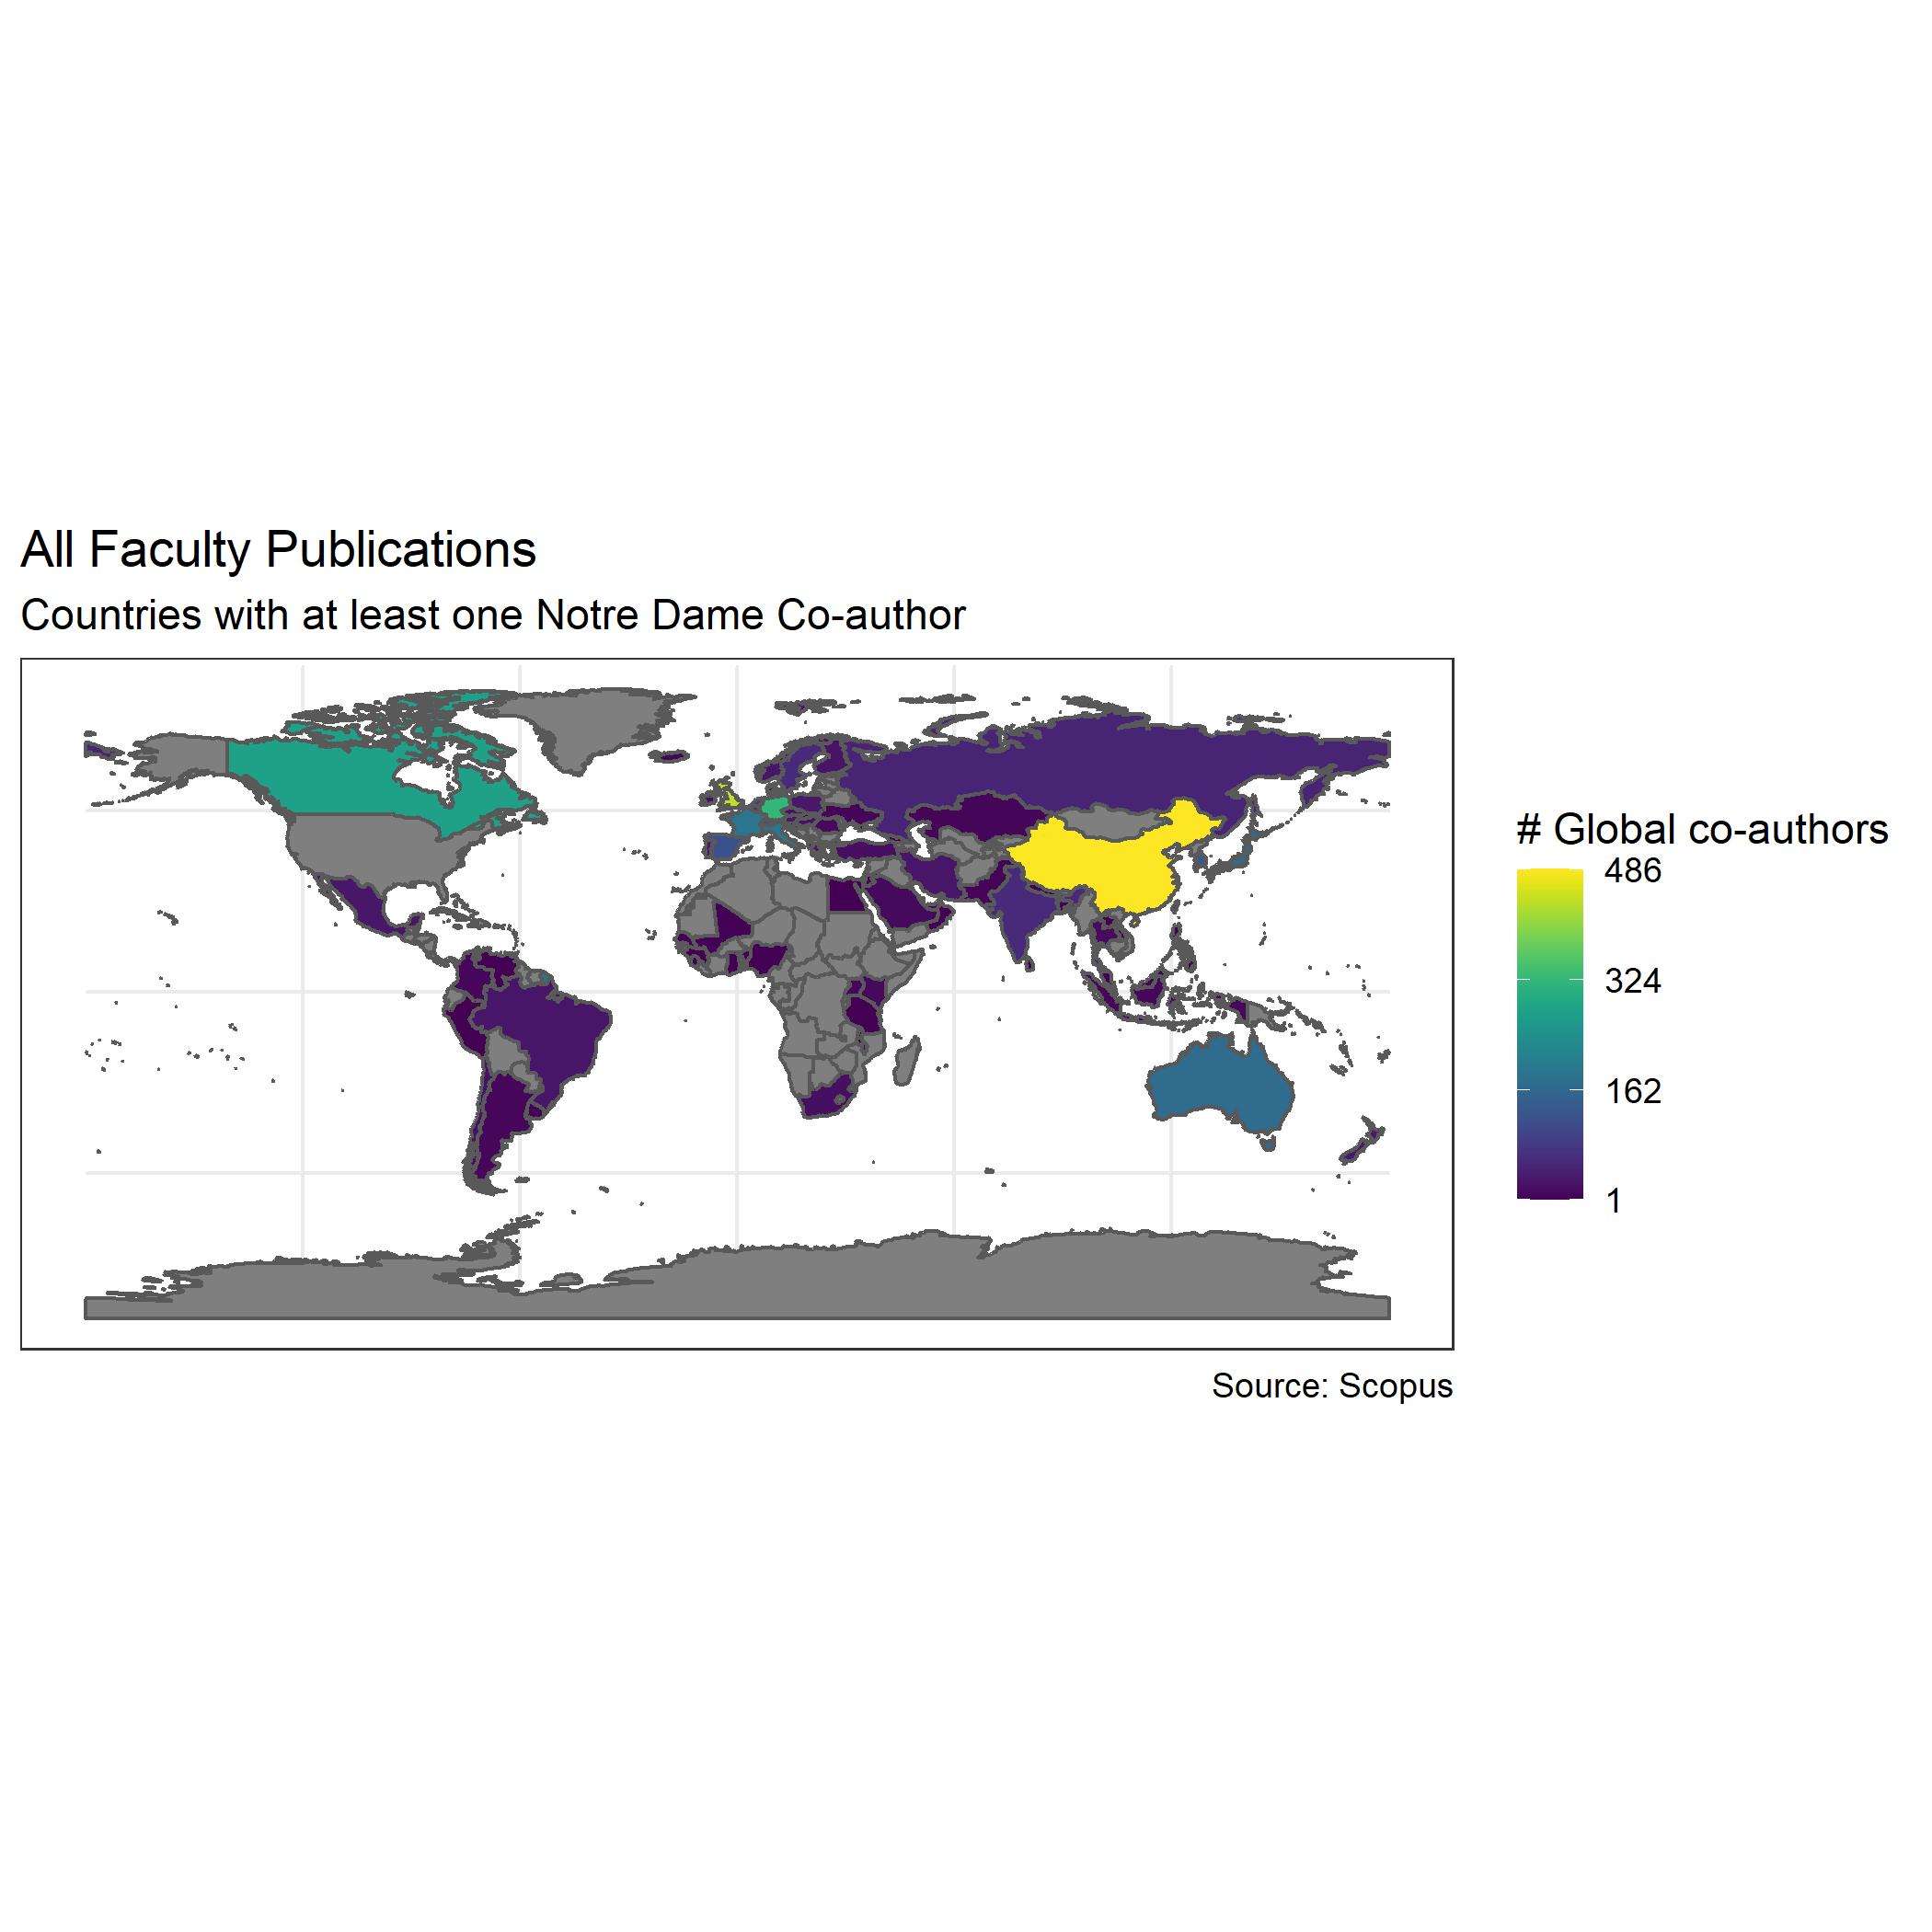 All Faculty Publications
Countries with at least one Notre Dame Co-author
# Global co-authors
486
324
162
1
Source: Scopus